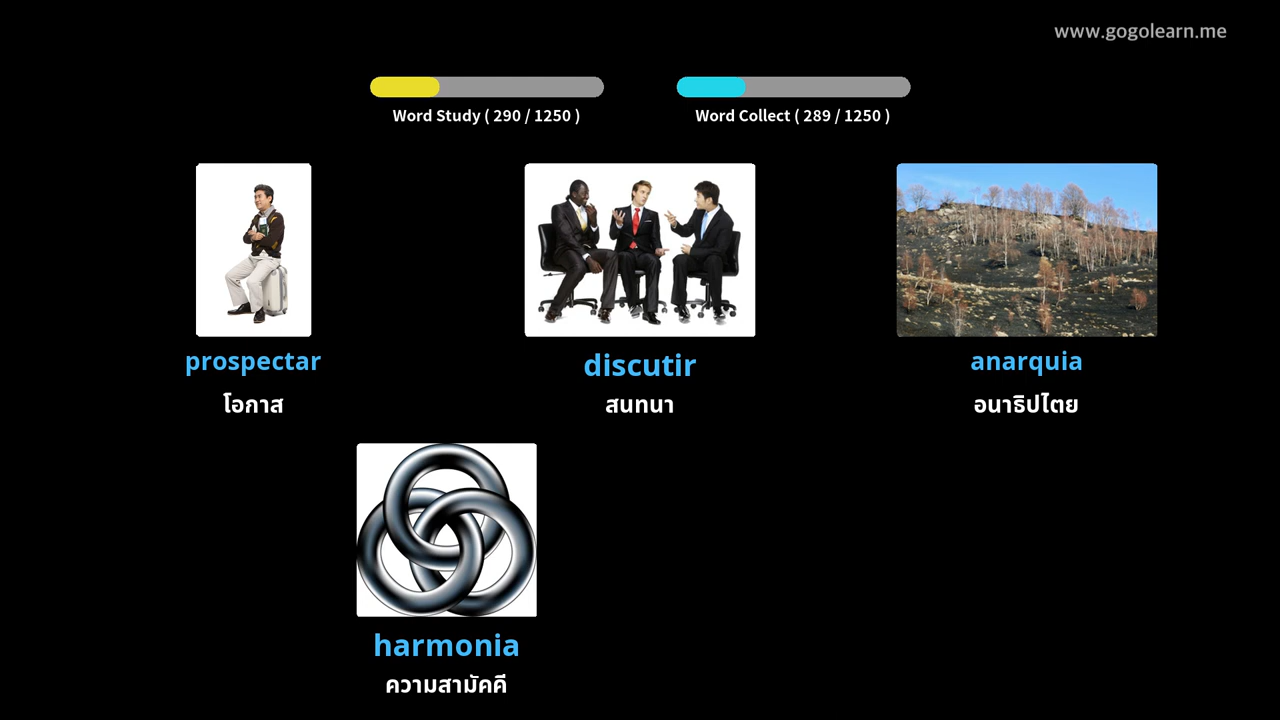 www.gogolearn.me
Word Study ( 290 / 1250 )
Word Collect ( 289 / 1250 )
prospectar
โอกาส
discutir
สนทนา
anarquia
อนาธิปไตย
harmonia
ความสามัคคี